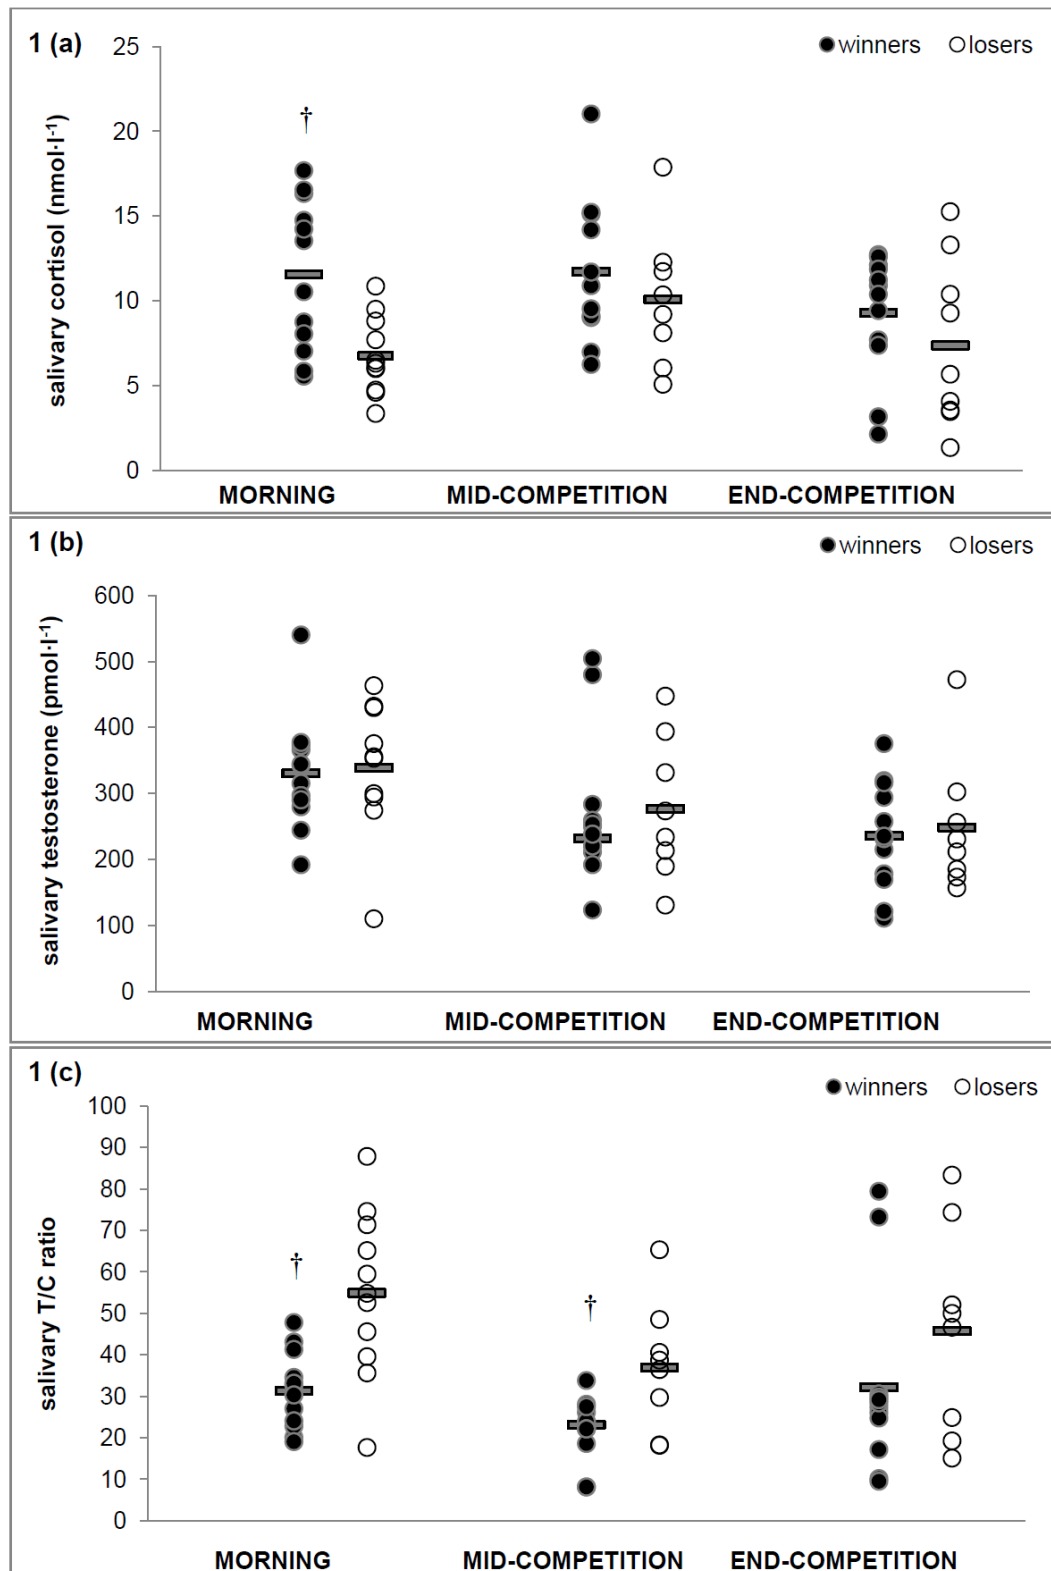 1 (a)
winners losers
25
20
15
10
5
0
salivary cortisol (nmol·l⁻¹)
†
MORNING MID-COMPETITION END-COMPETITION
1 (b)
winners losers
600
500
400
300
200
100
0
salivary testosterone (pmol·l⁻¹)
MORNING MID-COMPETITION END-COMPETITION
1 (c)
winners losers
100
90
80
70
60
50
40
30
20
10
0
salivary T/C ratio
†
†
MORNING MID-COMPETITION END-COMPETITION